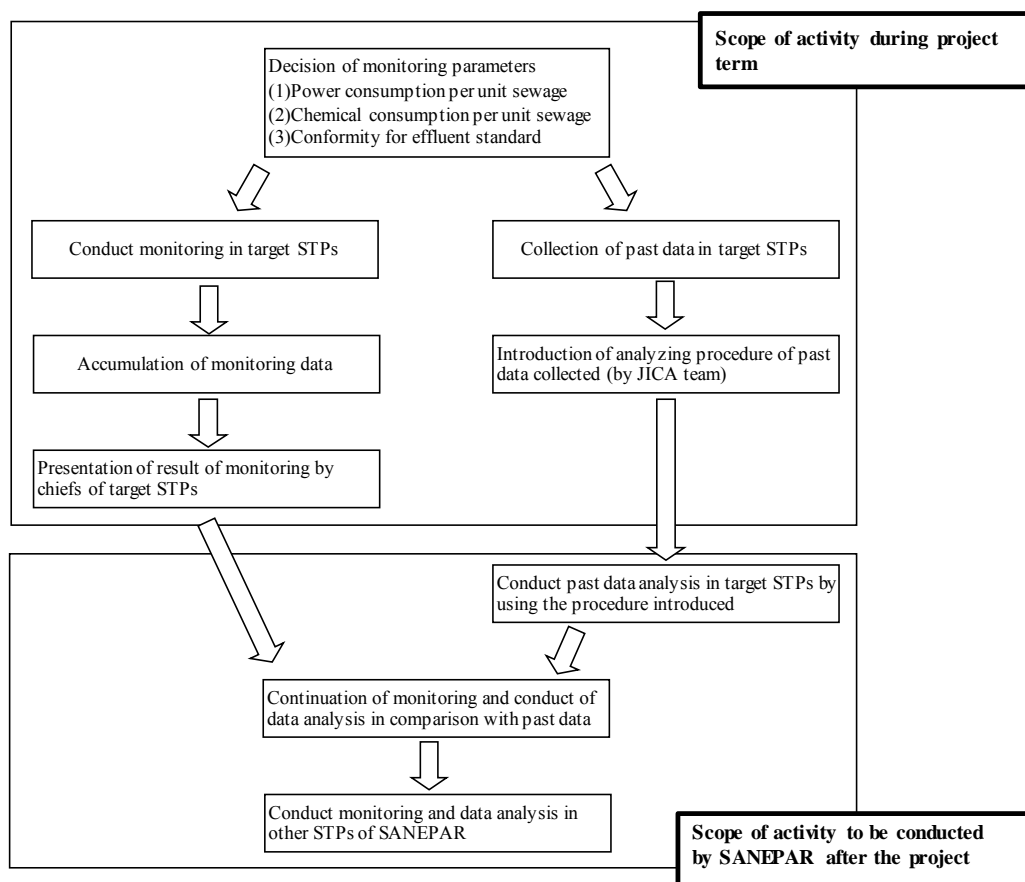 Scope of activity during project
term
Decision of monitoring parameters
(1)Power consumption per unit sewage
(2)Chemical consumption per unit sewage
(3)Conformity for effluent standard
Conduct monitoring in target STPs
Collection of past data in target STPs
Accumulation of monitoring data
Introduction of analyzing procedure of past
data collected (by JICA team)
Presentation of result of monitoring by
chiefs of target STPs
Conduct past data analysis in target STPs by
using the procedure introduced
Continuation of monitoring and conduct of
data analysis in comparison with past data
Conduct monitoring and data analysis in
other STPs of SANEPAR
Scope of activity to be conducted
by SANEPAR after the project